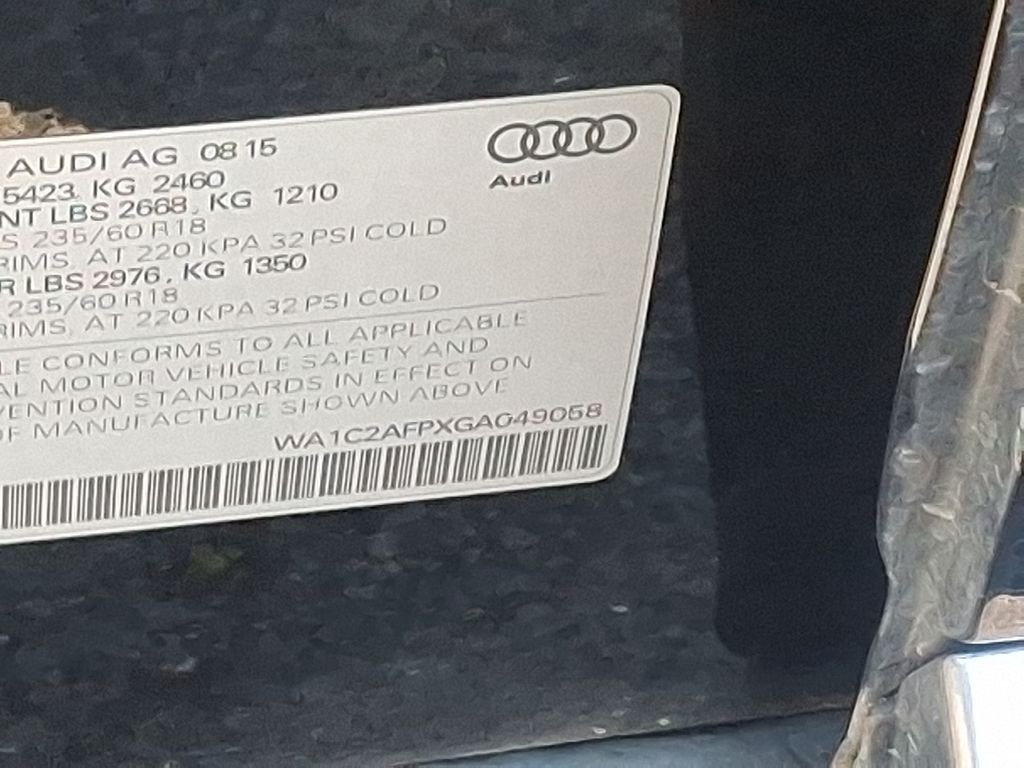 AUDI AG 08 15
Audi
5423, KG 2460
NT LBS 2668, KG 1210
S 235/60 R18
RIMS, AT 220 KPA 32 PSI COLD
R LBS 2976, KG 1350
235/60 R18
RIMS, AT 220 KPA 32 PSI COLD
LE CONFORMS TO ALL APPLICABLE
AL MOTOR VEHICLE SAFETY AND
VENTION STANDARDS IN EFFECT ON
OF MANUFACTURE SHOWN ABOVE
WA1C2AFPXGA049058